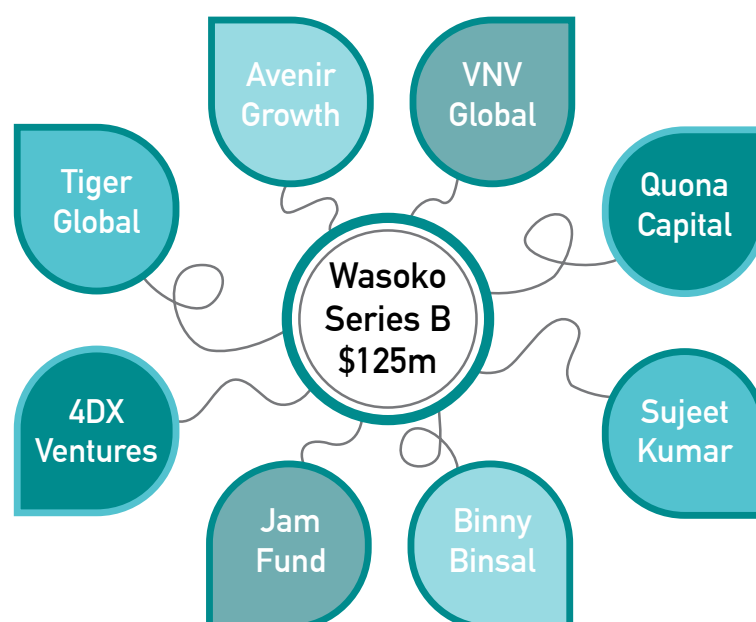 Avenir
Growth
VNV
Global
Tiger
Global
Quona
Capital
Wasoko
Series B
$125m
4DX
Ventures
Sujeet
Kumar
Jam
Fund
Binny
Binsal